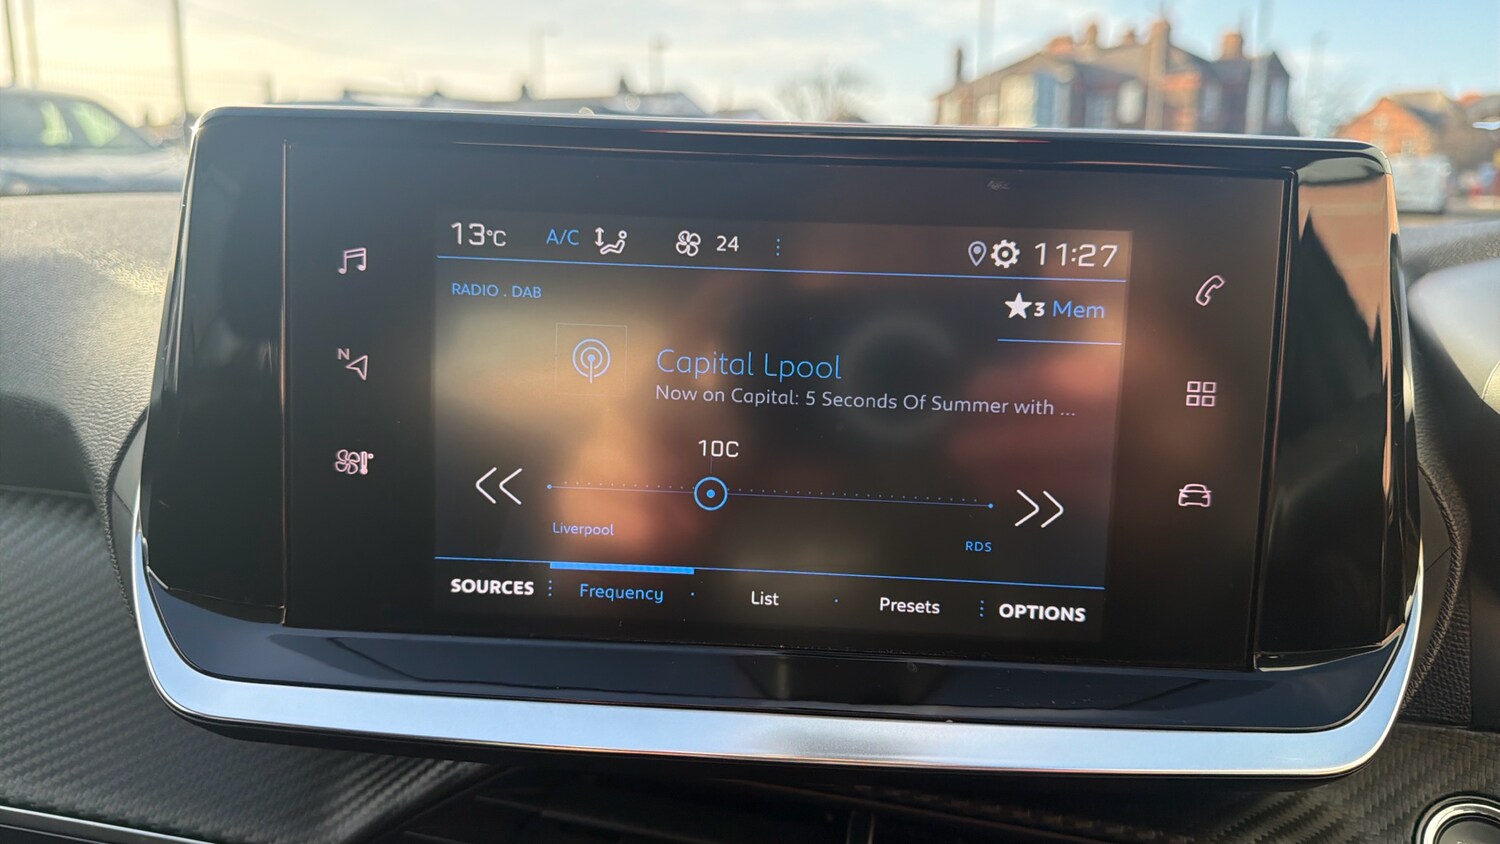 13°C A/C 24 11:27
RADIO . DAB
3 Mem
Capital Lpool
Now on Capital: 5 Seconds Of Summer with ...
10C
N
Liverpool
RDS
SOURCES Frequency List Presets OPTIONS